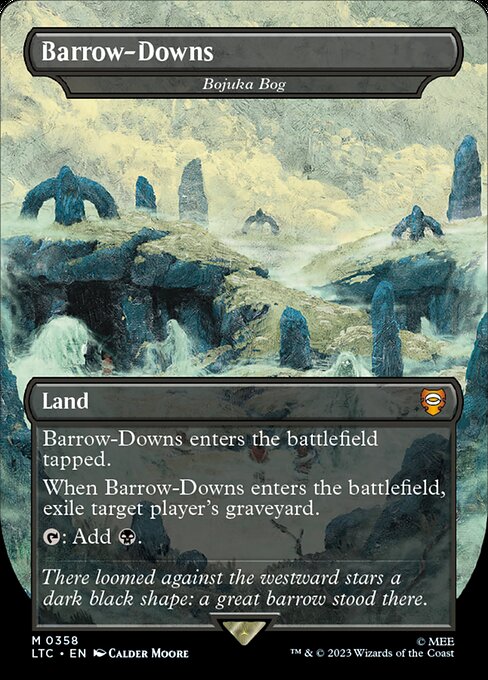 Barrow-Downs
Bojuka Bog
Land
Barrow-Downs enters the battlefield
tapped.
When Barrow-Downs enters the battlefield,
exile target player's graveyard.
: Add .
There loomed against the westward stars a
dark black shape: a great barrow stood there.
M 0358
LTC • EN CALDER MOORE
© MEE
™ & © 2023 Wizards of the Coast